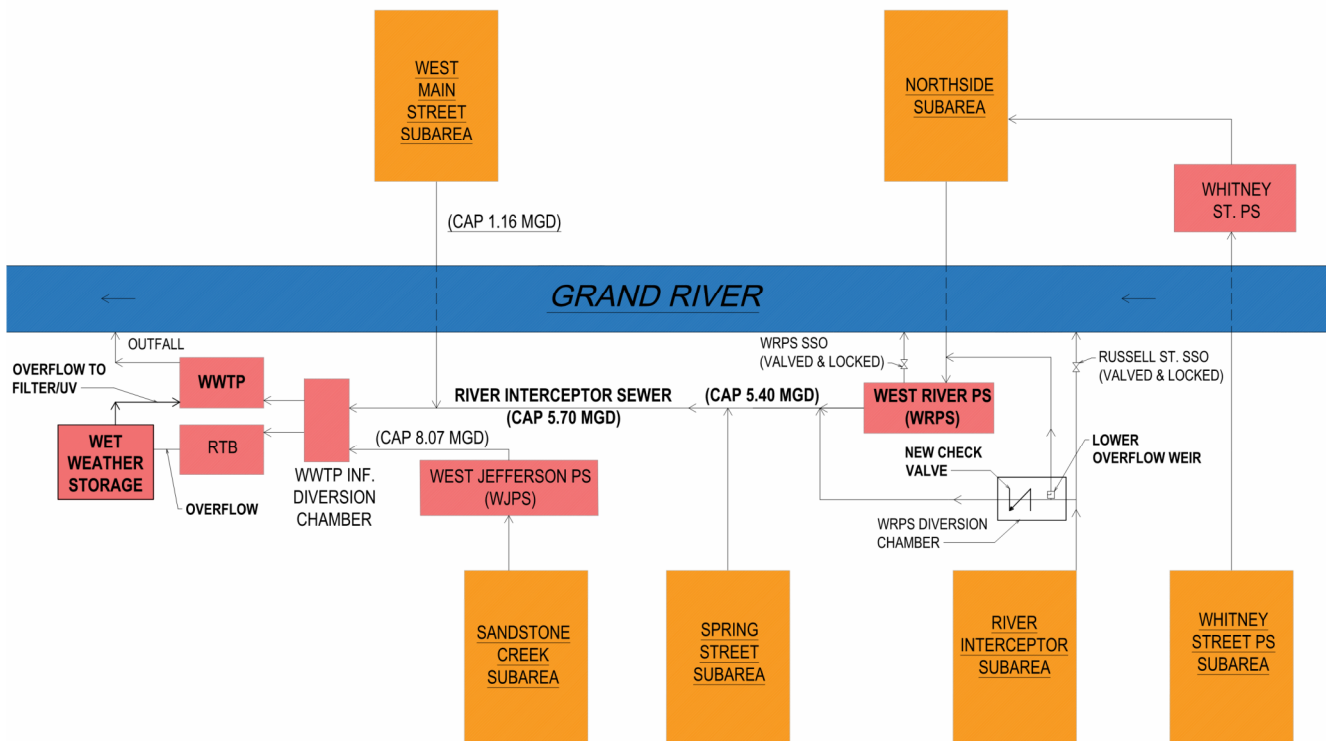 WEST
MAIN
STREET
SUBAREA
NORTHSIDE
SUBAREA
WHITNEY
ST. PS
(CAP 1.16 MGD)
GRAND RIVER
OUTFALL
OVERFLOW TO
FILTER/UV
WWTP
RTB
WET
WEATHER
STORAGE
OVERFLOW
WWTP INF.
DIVERSION
CHAMBER
RIVER INTERCEPTOR SEWER
(CAP 5.70 MGD)
(CAP 5.40 MGD)
(CAP 8.07 MGD)
WEST JEFFERSON PS
(WJPS)
WRPS SSO
(VALVED & LOCKED)
WEST RIVER PS
(WRPS)
RUSSELL ST. SSO
(VALVED & LOCKED)
NEW CHECK
VALVE
LOWER
OVERFLOW WEIR
WRPS DIVERSION
CHAMBER
SANDSTONE
CREEK
SUBAREA
SPRING
STREET
SUBAREA
RIVER
INTERCEPTOR
SUBAREA
WHITNEY
STREET PS
SUBAREA